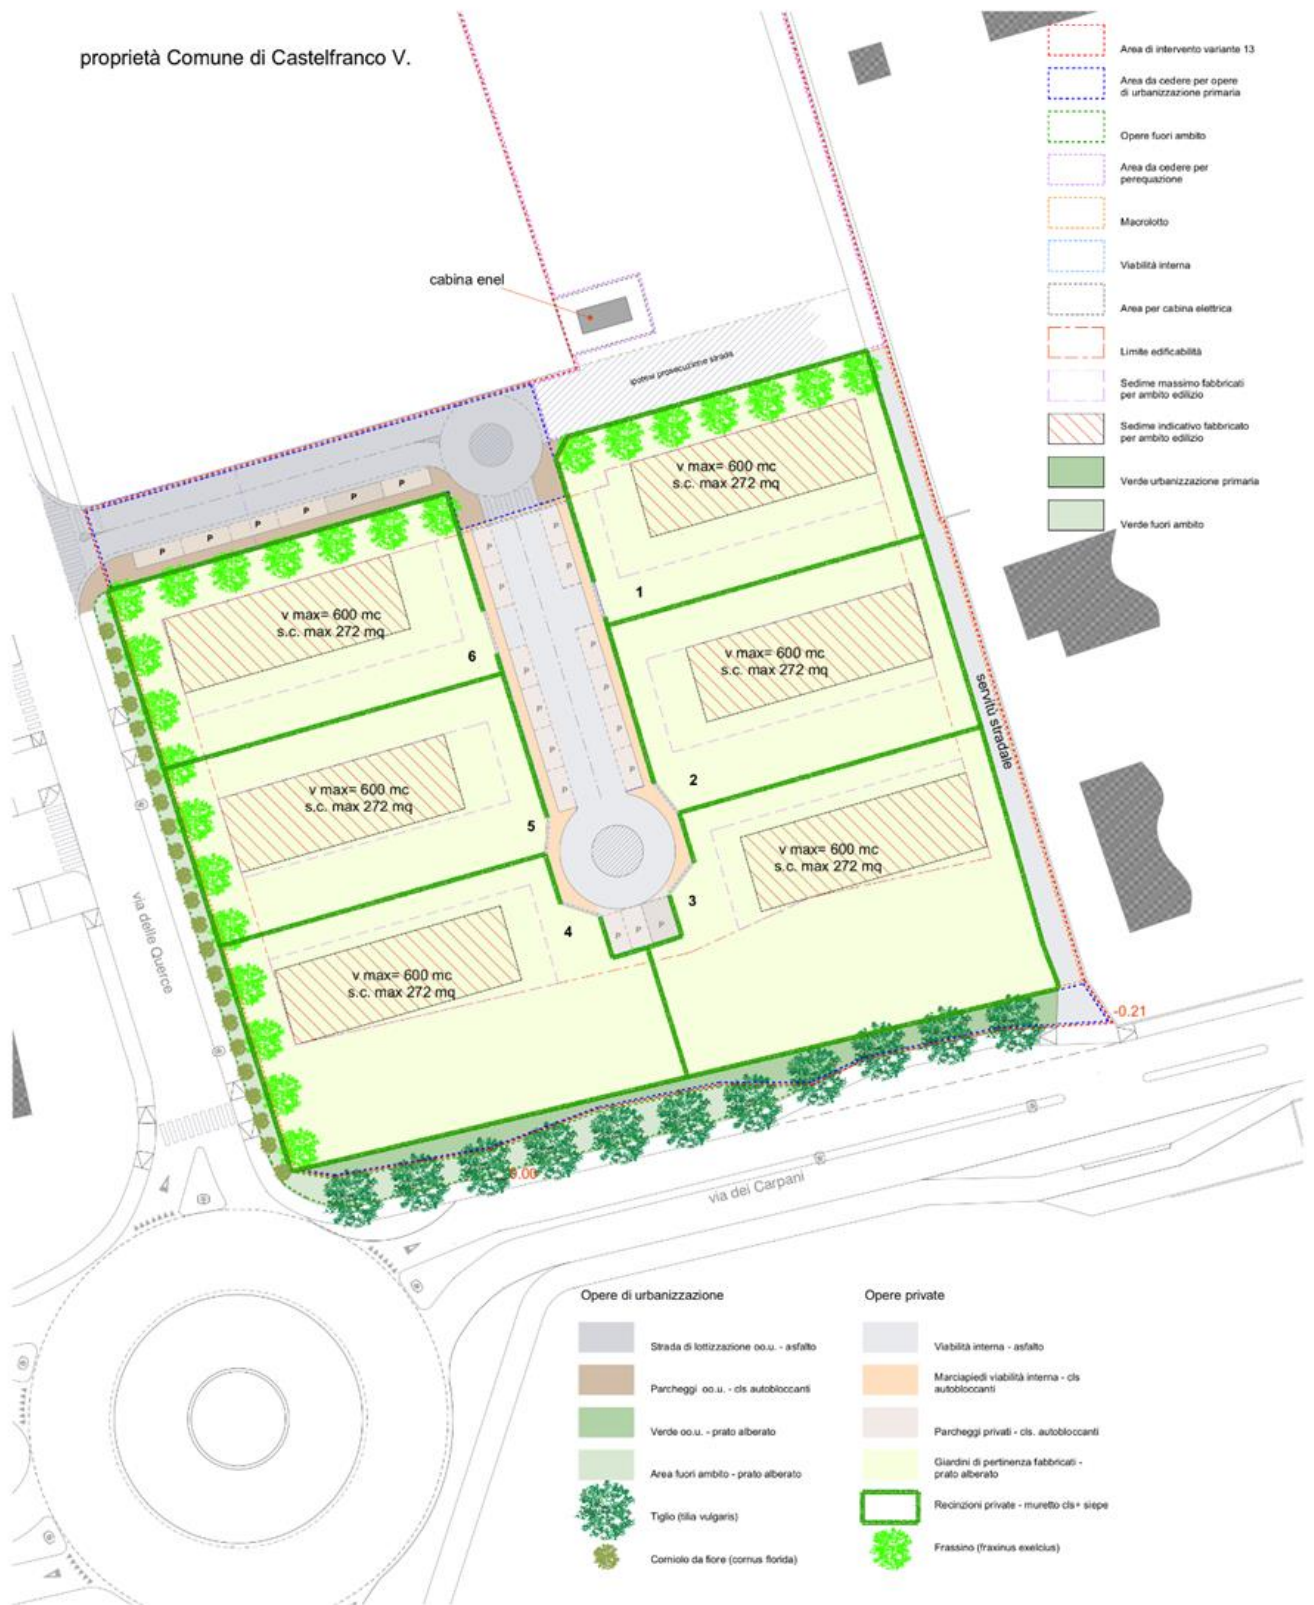 proprietà Comune di Castelfranco V.
Area di intervento variante 13
Area da cedere per opere
di urbanizzazione primaria
Opere fuori ambito
Area da cedere per
perequazione
Macrolotto
Viabilità interna
Area per cabina elettrica
Limite edificabilità
Sedime massimo fabbricati
per ambito edilizio
Sedime indicativo fabbricato
per ambito edilizio
Verde urbanizzazione primaria
Verde fuori ambito
cabina enel
ipotesi prosecuzione strada
v max= 600 mc
s.c. max 272 mq
1
P
P
P
P
P
P
v max= 600 mc
s.c. max 272 mq
6
P
P
P
P
P
v max= 600 mc
s.c. max 272 mq
2
P
P
P
P
P
P
P
P
servitù stradale
v max= 600 mc
s.c. max 272 mq
5
v max= 600 mc
s.c. max 272 mq
3
4
P
P
P
v max= 600 mc
s.c. max 272 mq
via delle Querce
-0.21
0.00
via dei Carpani
Opere di urbanizzazione
Strada di lottizzazione oo.u. - asfalto
Parcheggi oo.u. - cls autobloccanti
Verde oo.u. - prato alberato
Area fuori ambito - prato alberato
Tiglio (tilia vulgaris)
Corniolo da fiore (cornus florida)
Opere private
Viabilità interna - asfalto
Marciapiedi viabilità interna - cls
autobloccanti
Parcheggi privati - cls. autobloccanti
Giardini di pertinenza fabbricati -
prato alberato
Recinzioni private - muretto cls+ siepe
Frassino (fraxinus exelcius)